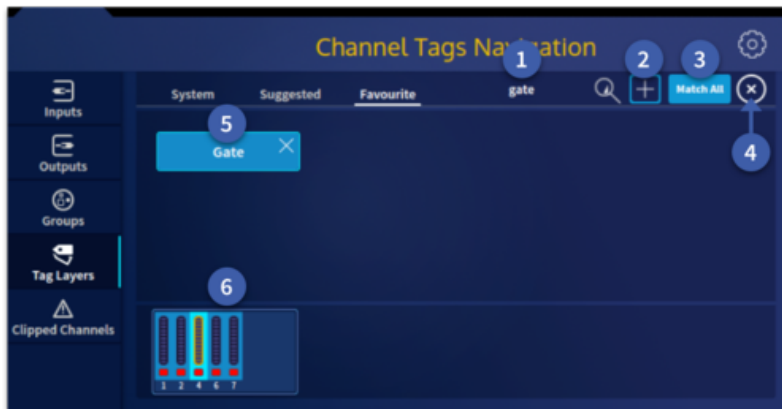 Channel Tags Navigation
1
2
3
System
Suggested
Favourite
gate
Match All
Inputs
4
5
Gate
Outputs
Groups
Tag Layers
6
Clipped Channels
1 2 4 6 7